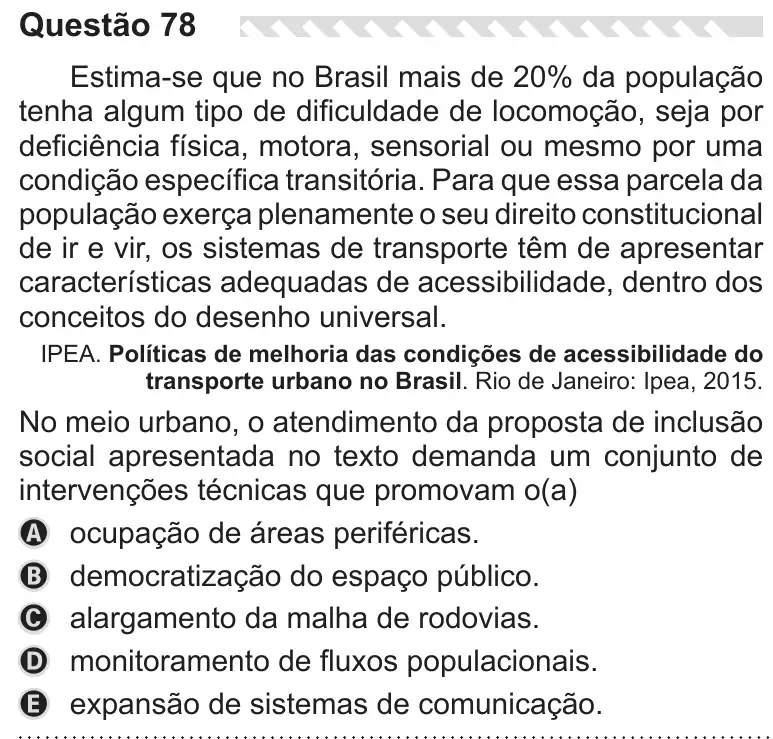 Questão 78
Estima-se que no Brasil mais de 20% da população
tenha algum tipo de dificuldade de locomoção, seja por
deficiência física, motora, sensorial ou mesmo por uma
condição específica transitória. Para que essa parcela da
população exerça plenamente o seu direito constitucional
de ir e vir, os sistemas de transporte têm de apresentar
características adequadas de acessibilidade, dentro dos
conceitos do desenho universal.
IPEA. Políticas de melhoria das condições de acessibilidade do
transporte urbano no Brasil. Rio de Janeiro: Ipea, 2015.
No meio urbano, o atendimento da proposta de inclusão
social apresentada no texto demanda um conjunto de
intervenções técnicas que promovam o(a)
A ocupação de áreas periféricas.
B democratização do espaço público.
C alargamento da malha de rodovias.
D monitoramento de fluxos populacionais.
E expansão de sistemas de comunicação.